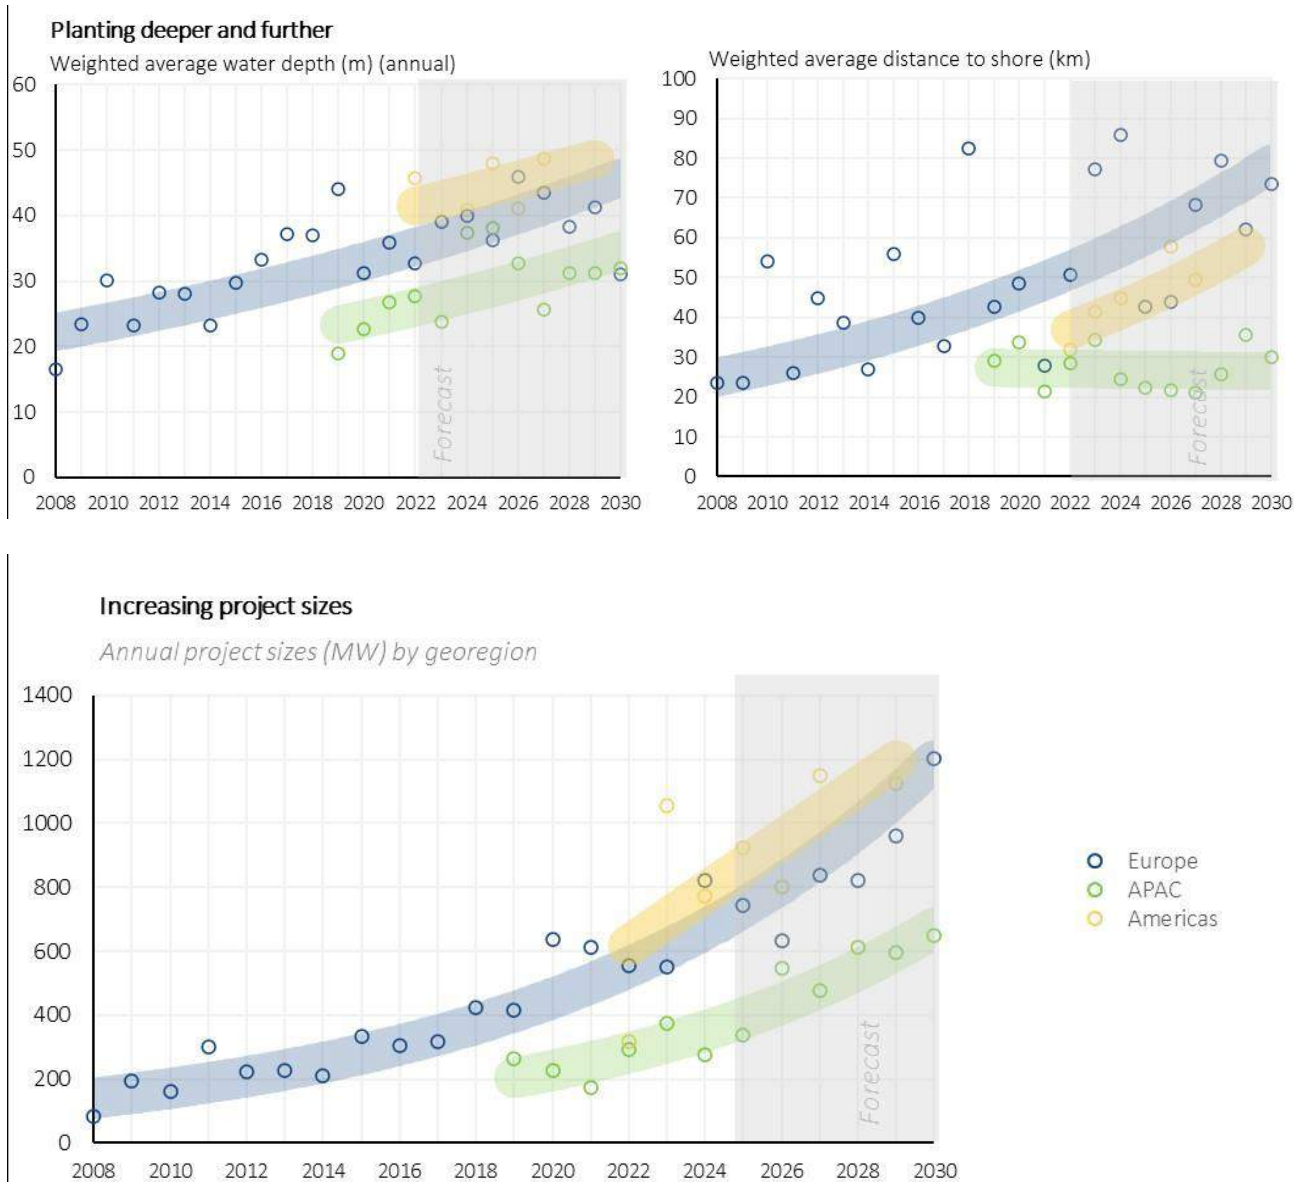 Planting deeper and further
Weighted average water depth (m) (annual)
60
50
40
30
20
10
0
2008 2010 2012 2014 2016 2018 2020 2022 2024 2026 2028 2030
Forecast
Weighted average distance to shore (km)
100
90
80
70
60
50
40
30
20
10
0
2008 2010 2012 2014 2016 2018 2020 2022 2024 2026 2028 2030
Forecast
Increasing project sizes
Annual project sizes (MW) by georegion
1400
1200
1000
800
600
400
200
0
2008 2010 2012 2014 2016 2018 2020 2022 2024 2026 2028 2030
Forecast
Europe
APAC
Americas